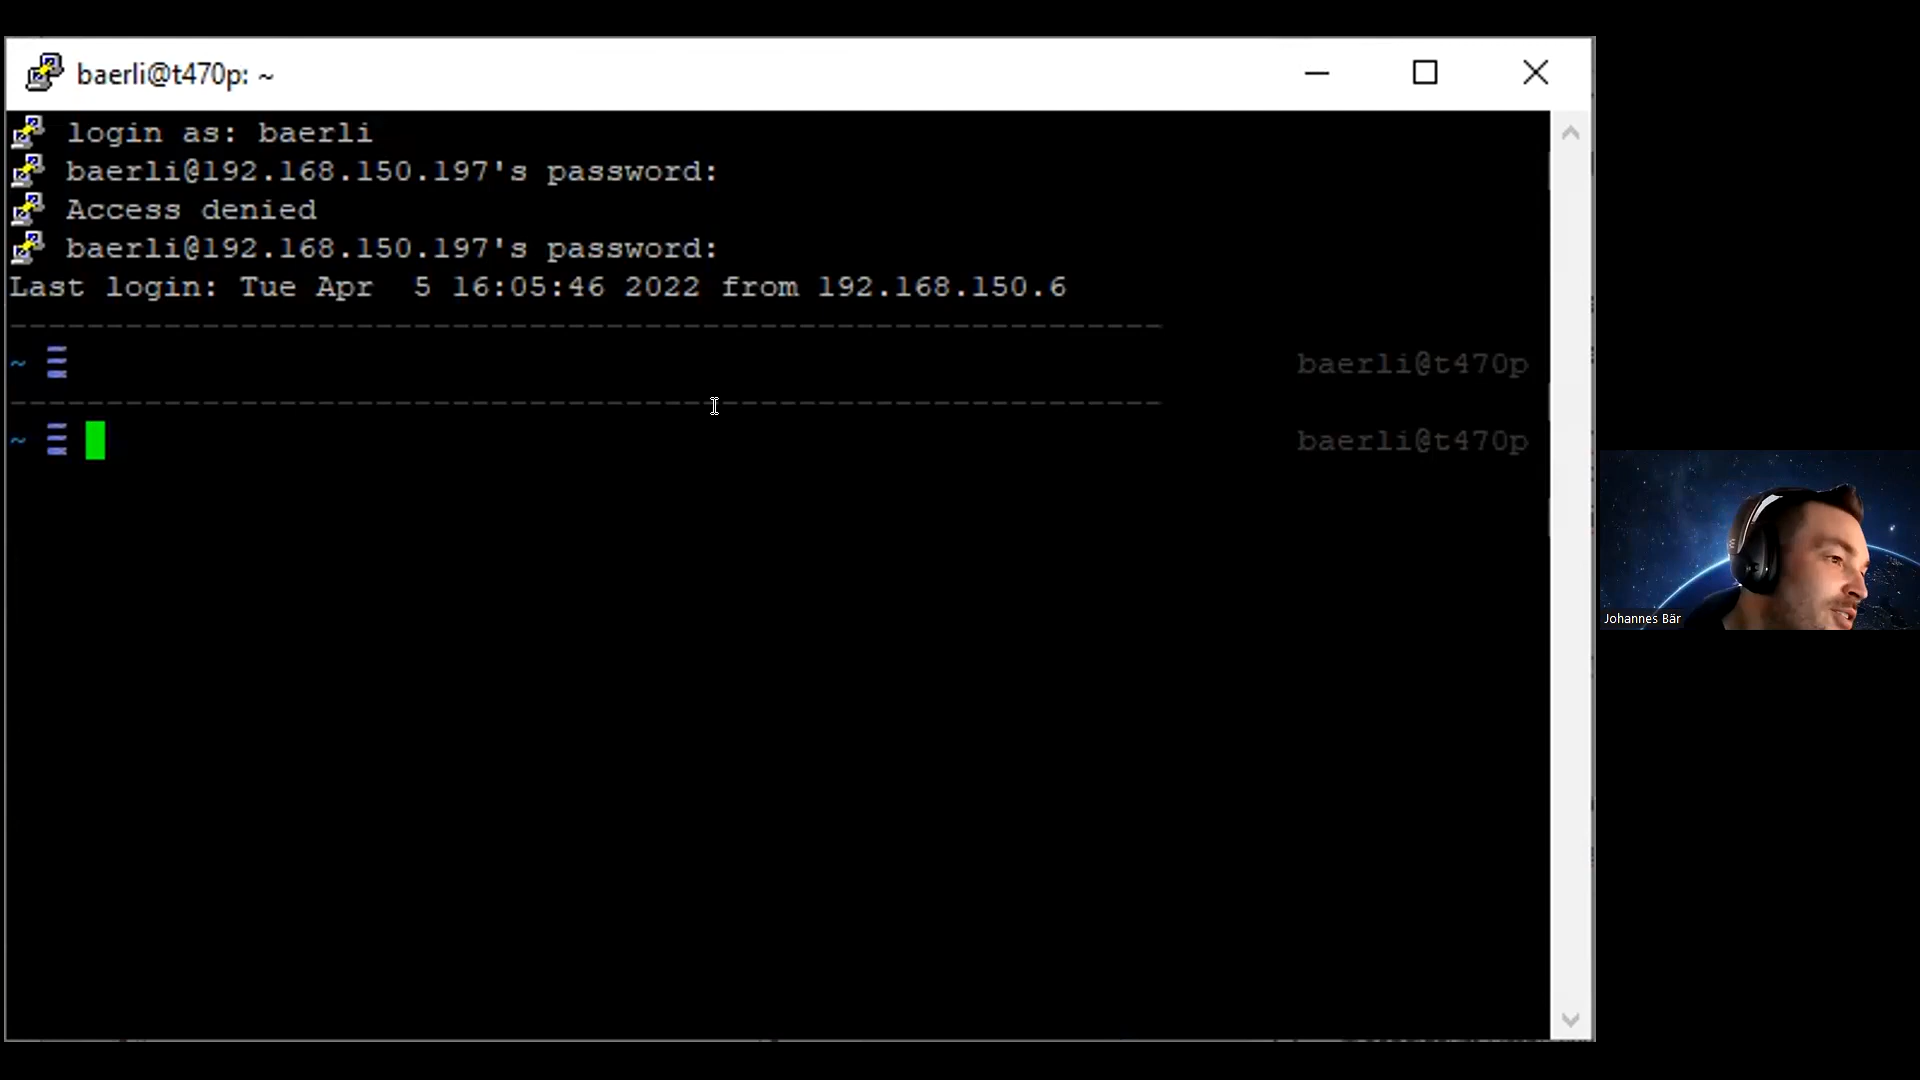 baerli@t470p: ~
login as: baerli
baerli@192.168.150.197's password:
Access denied
baerli@192.168.150.197's password:
Last login: Tue Apr  5 16:05:46 2022 from 192.168.150.6
------------------------------------------------------------
~ baerli@t470p
------------------------------------------------------------
~ baerli@t470p
Johannes Bär